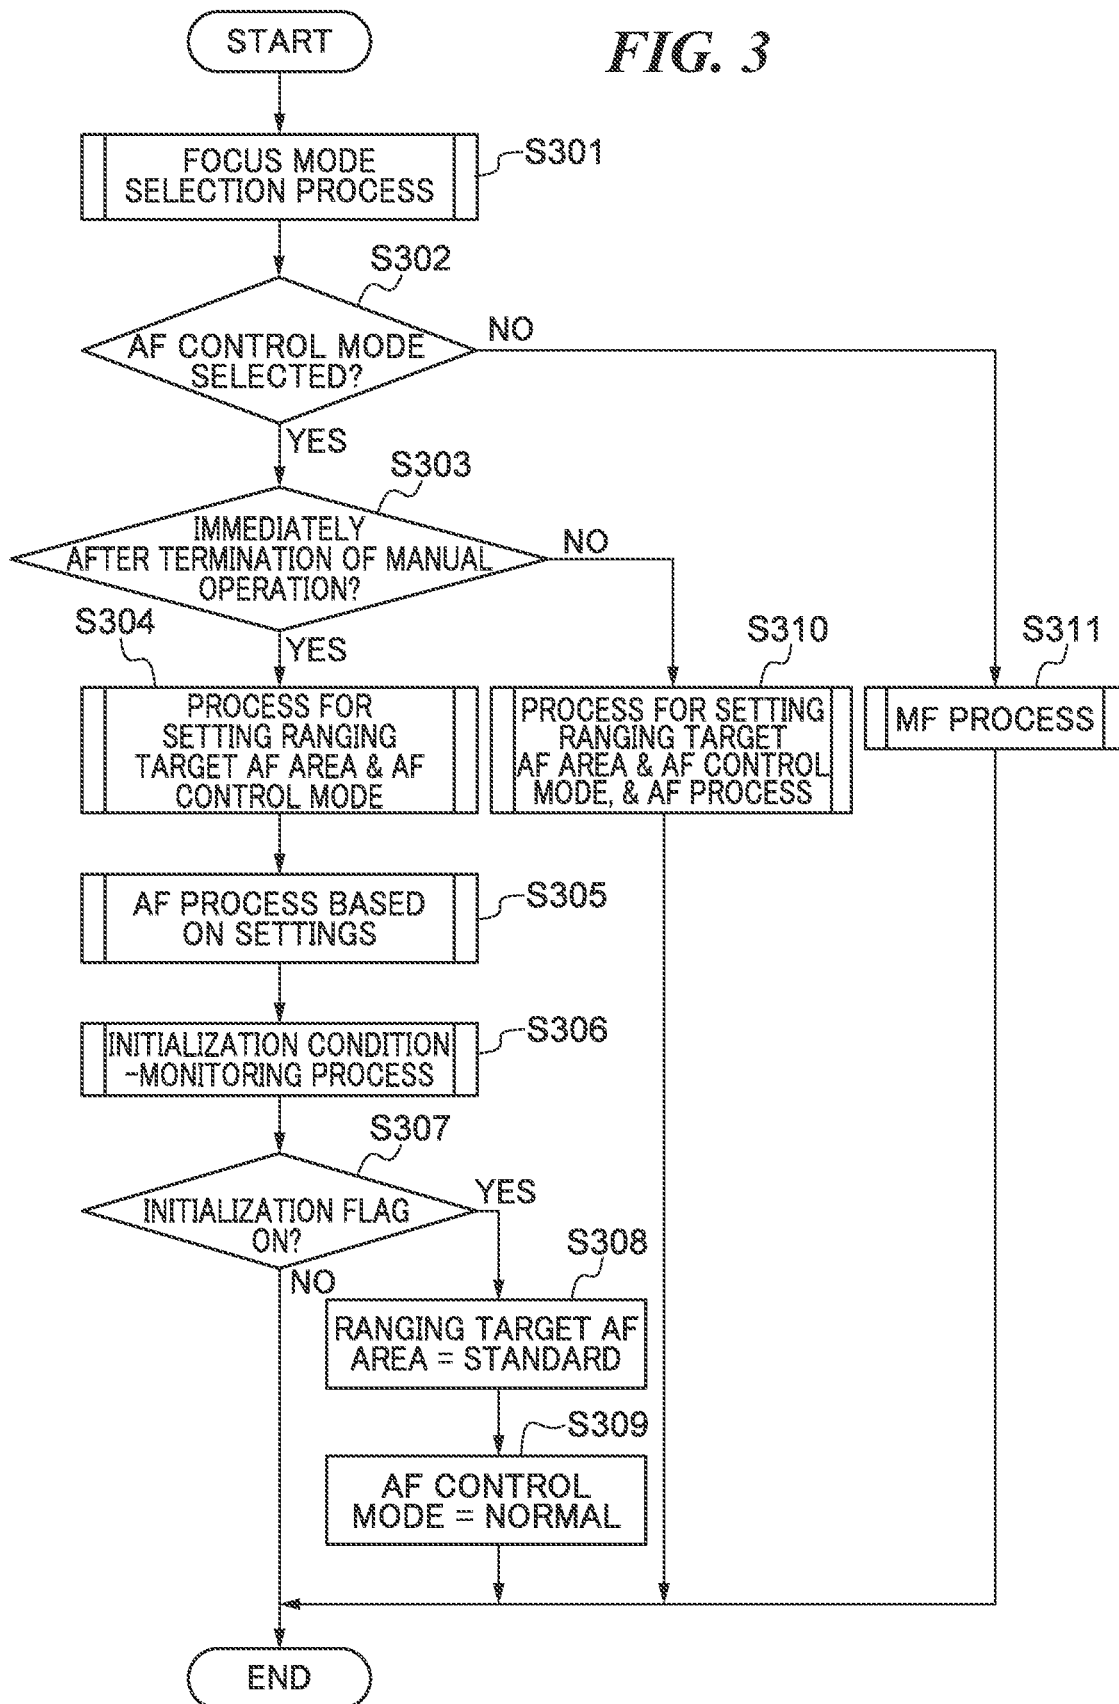 START
FIG. 3
FOCUS MODE
SELECTION PROCESS
S301
S302
AF CONTROL MODE
SELECTED?
NO
YES
S303
IMMEDIATELY
AFTER TERMINATION OF MANUAL
OPERATION?
NO
YES
S304
PROCESS FOR
SETTING RANGING
TARGET AF AREA & AF
CONTROL MODE
S310
PROCESS FOR SETTING
RANGING TARGET
AF AREA & AF CONTROL
MODE, & AF PROCESS
S311
MF PROCESS
AF PROCESS BASED
ON SETTINGS
S305
INITIALIZATION CONDITION
-MONITORING PROCESS
S306
S307
INITIALIZATION FLAG
ON?
YES
NO
S308
RANGING TARGET AF
AREA = STANDARD
S309
AF CONTROL
MODE = NORMAL
END